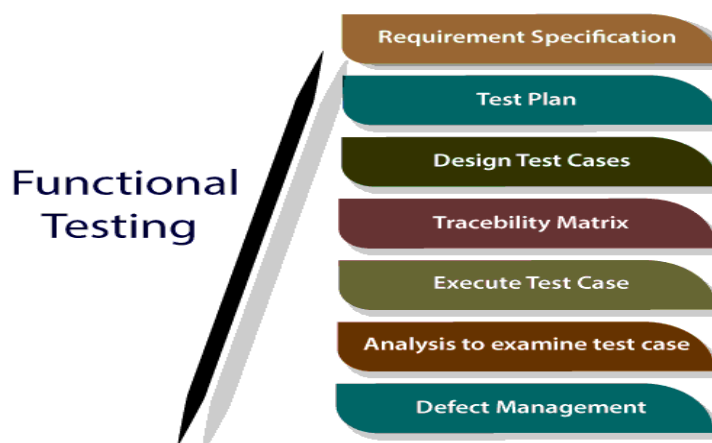 Functional
Testing
Requirement Specification
Test Plan
Design Test Cases
Tracebility Matrix
Execute Test Case
Analysis to examine test case
Defect Management